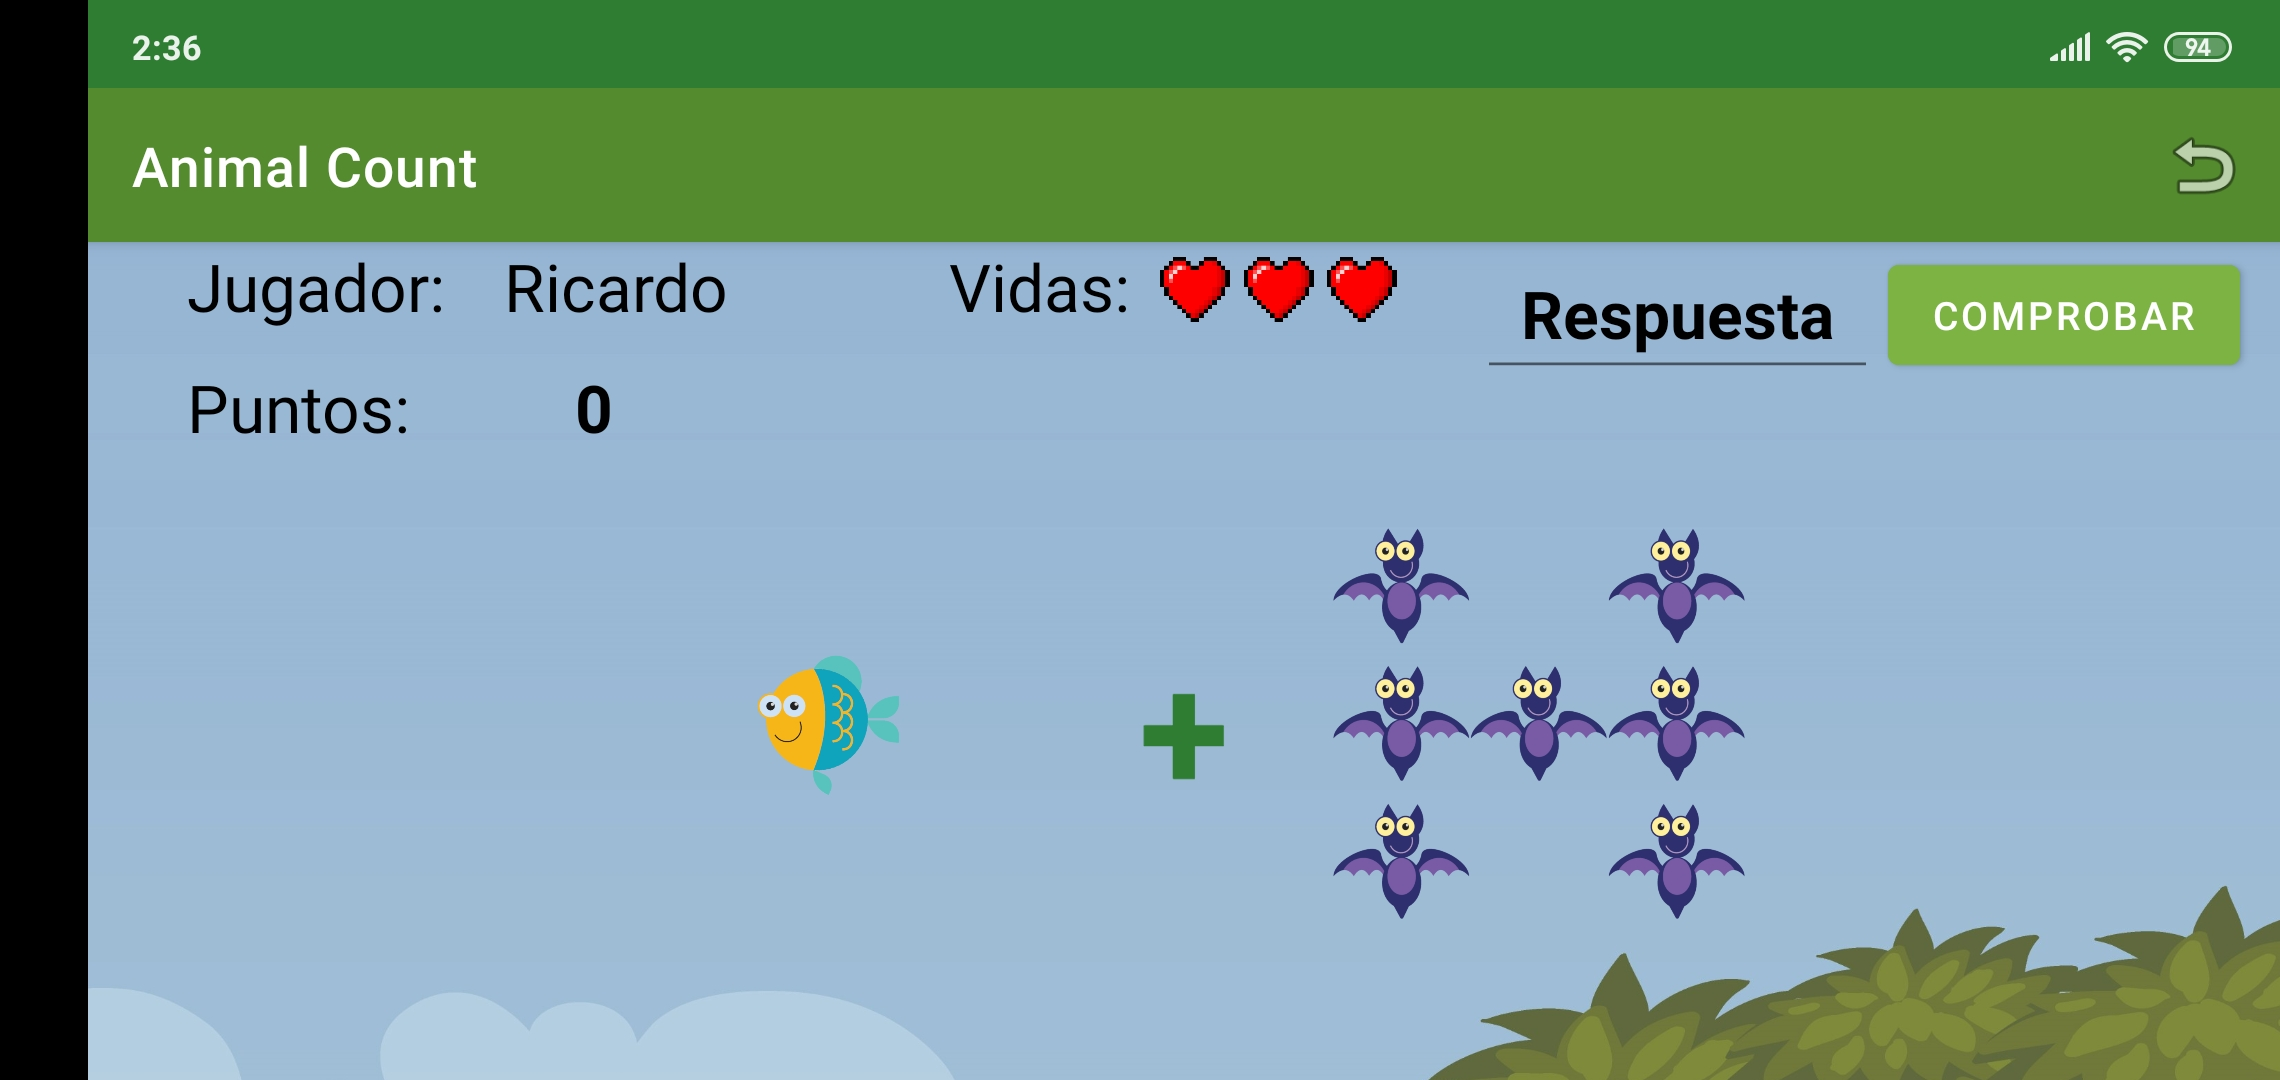 2:36
94
Animal Count
Jugador: Ricardo
Vidas:
Respuesta
COMPROBAR
Puntos: 0